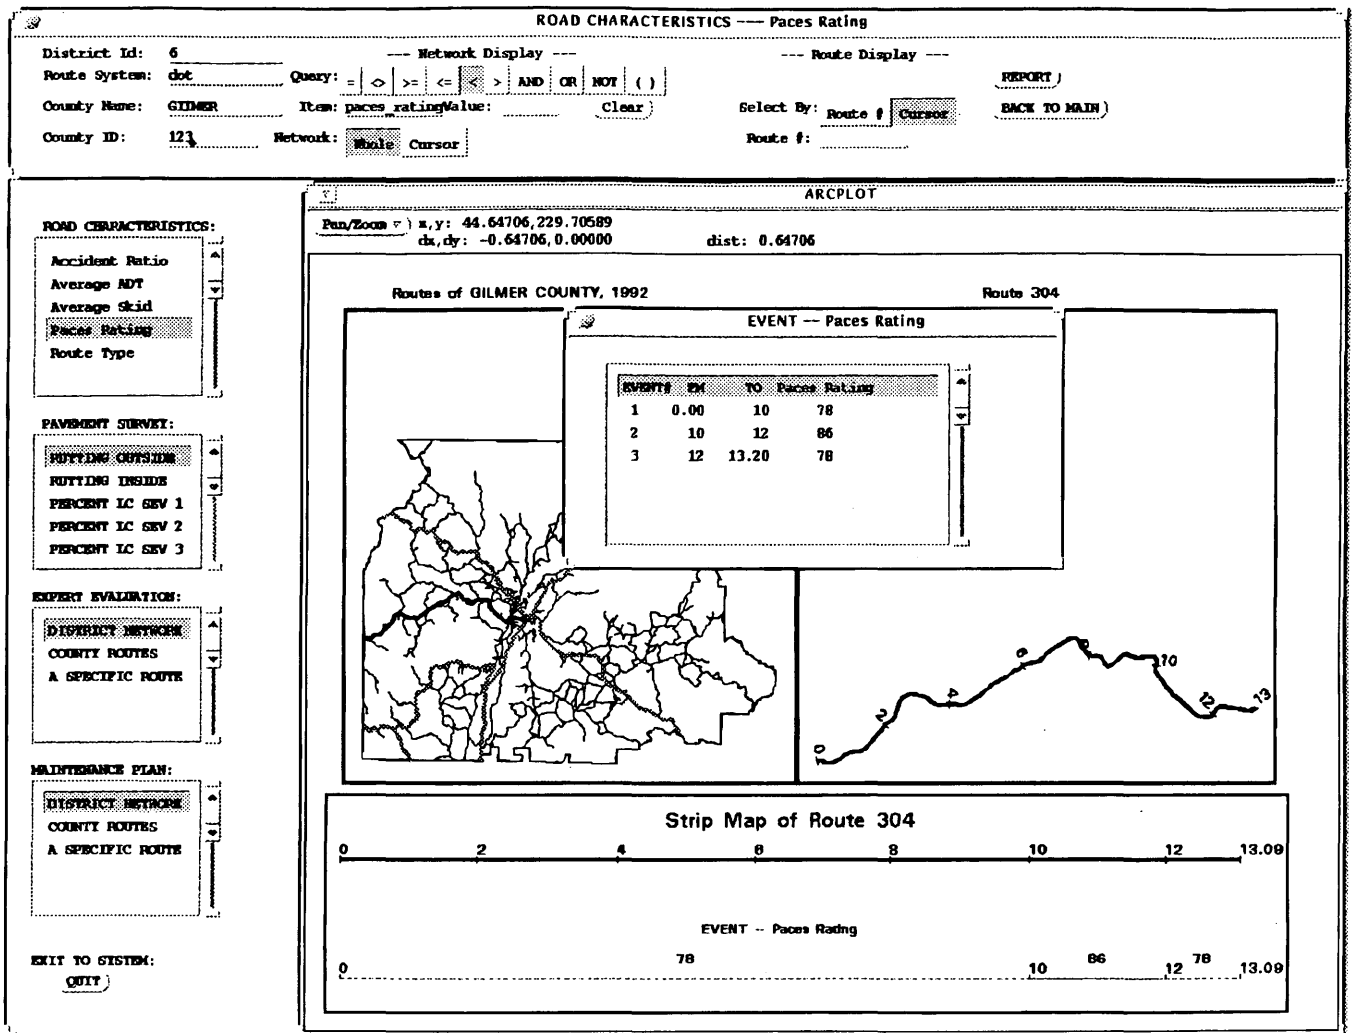 ROAD CHARACTERISTICS --- Paces Rating
District Id: 6
--- Network Display ---
--- Route Display ---
Route System: dot
Query: = <> >= <= < > AND OR NOT ( )
REPORT
County Name: GILMER
Item: paces_rating Value:
Clear
Select By: Route # Cursor
BACK TO MAIN
County ID: 123
Network: Whole Cursor
Route #:
ARCPLOT
Pan/Zoom x,y: 44.64706,229.70589
dx,dy: -0.64706,0.00000 dist: 0.64706
ROAD CHARACTERISTICS:
Accident Ratio
Average ADT
Average Skid
Paces Rating
Route Type
PAVEMENT SURVEY:
RUTTING OUTSIDE
RUTTING INSIDE
PERCENT LC SEV 1
PERCENT LC SEV 2
PERCENT LC SEV 3
EXPERT EVALUATION:
DISTRICT NETWORK
COUNTY ROUTES
A SPECIFIC ROUTE
MAINTENANCE PLAN:
DISTRICT NETWORK
COUNTY ROUTES
A SPECIFIC ROUTE
EXIT TO SYSTEM:
QUIT
Routes of GILMER COUNTY, 1992
Route 304
EVENT -- Paces Rating
EVENT# FM TO Paces Rating
1 0.00 10 78
2 10 12 86
3 12 13.20 78
0 2 4 6 8 10 12 13
Strip Map of Route 304
0 2 4 6 8 10 12 13.09
EVENT -- Paces Rating
78 86 78
0 10 12 13.09